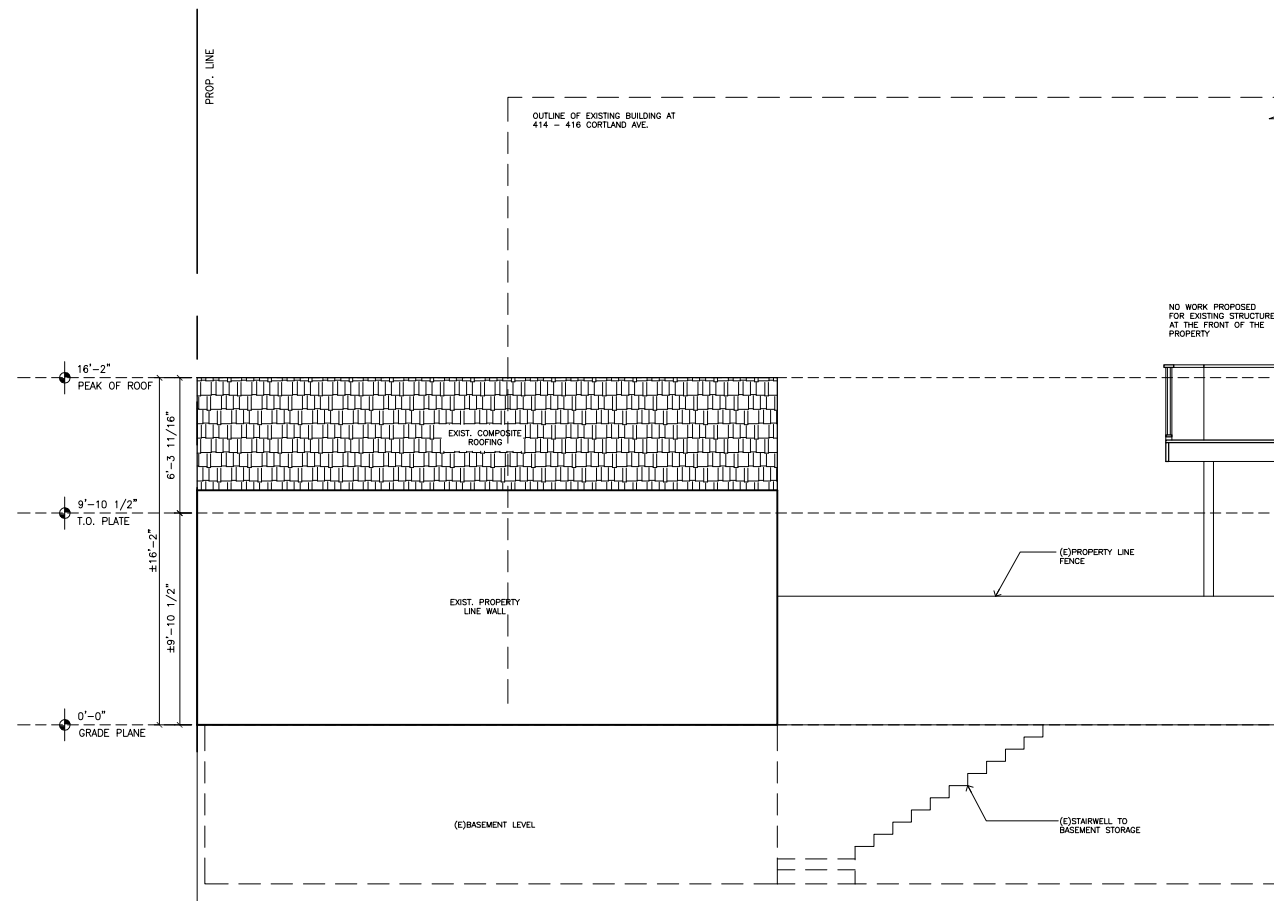 PROP. LINE
OUTLINE OF EXISTING BUILDING AT
414 – 416 CORTLAND AVE.
NO WORK PROPOSED
FOR EXISTING STRUCTURE
AT THE FRONT OF THE
PROPERTY
16'-2"
PEAK OF ROOF
6'-3 11/16"
EXIST. COMPOSITE
ROOFING
9'-10 1/2"
T.O. PLATE
±16'-2"
(E)PROPERTY LINE
FENCE
±9'-10 1/2"
EXIST. PROPERTY
LINE WALL
0'-0"
GRADE PLANE
(E)BASEMENT LEVEL
(E)STAIRWELL TO
BASEMENT STORAGE